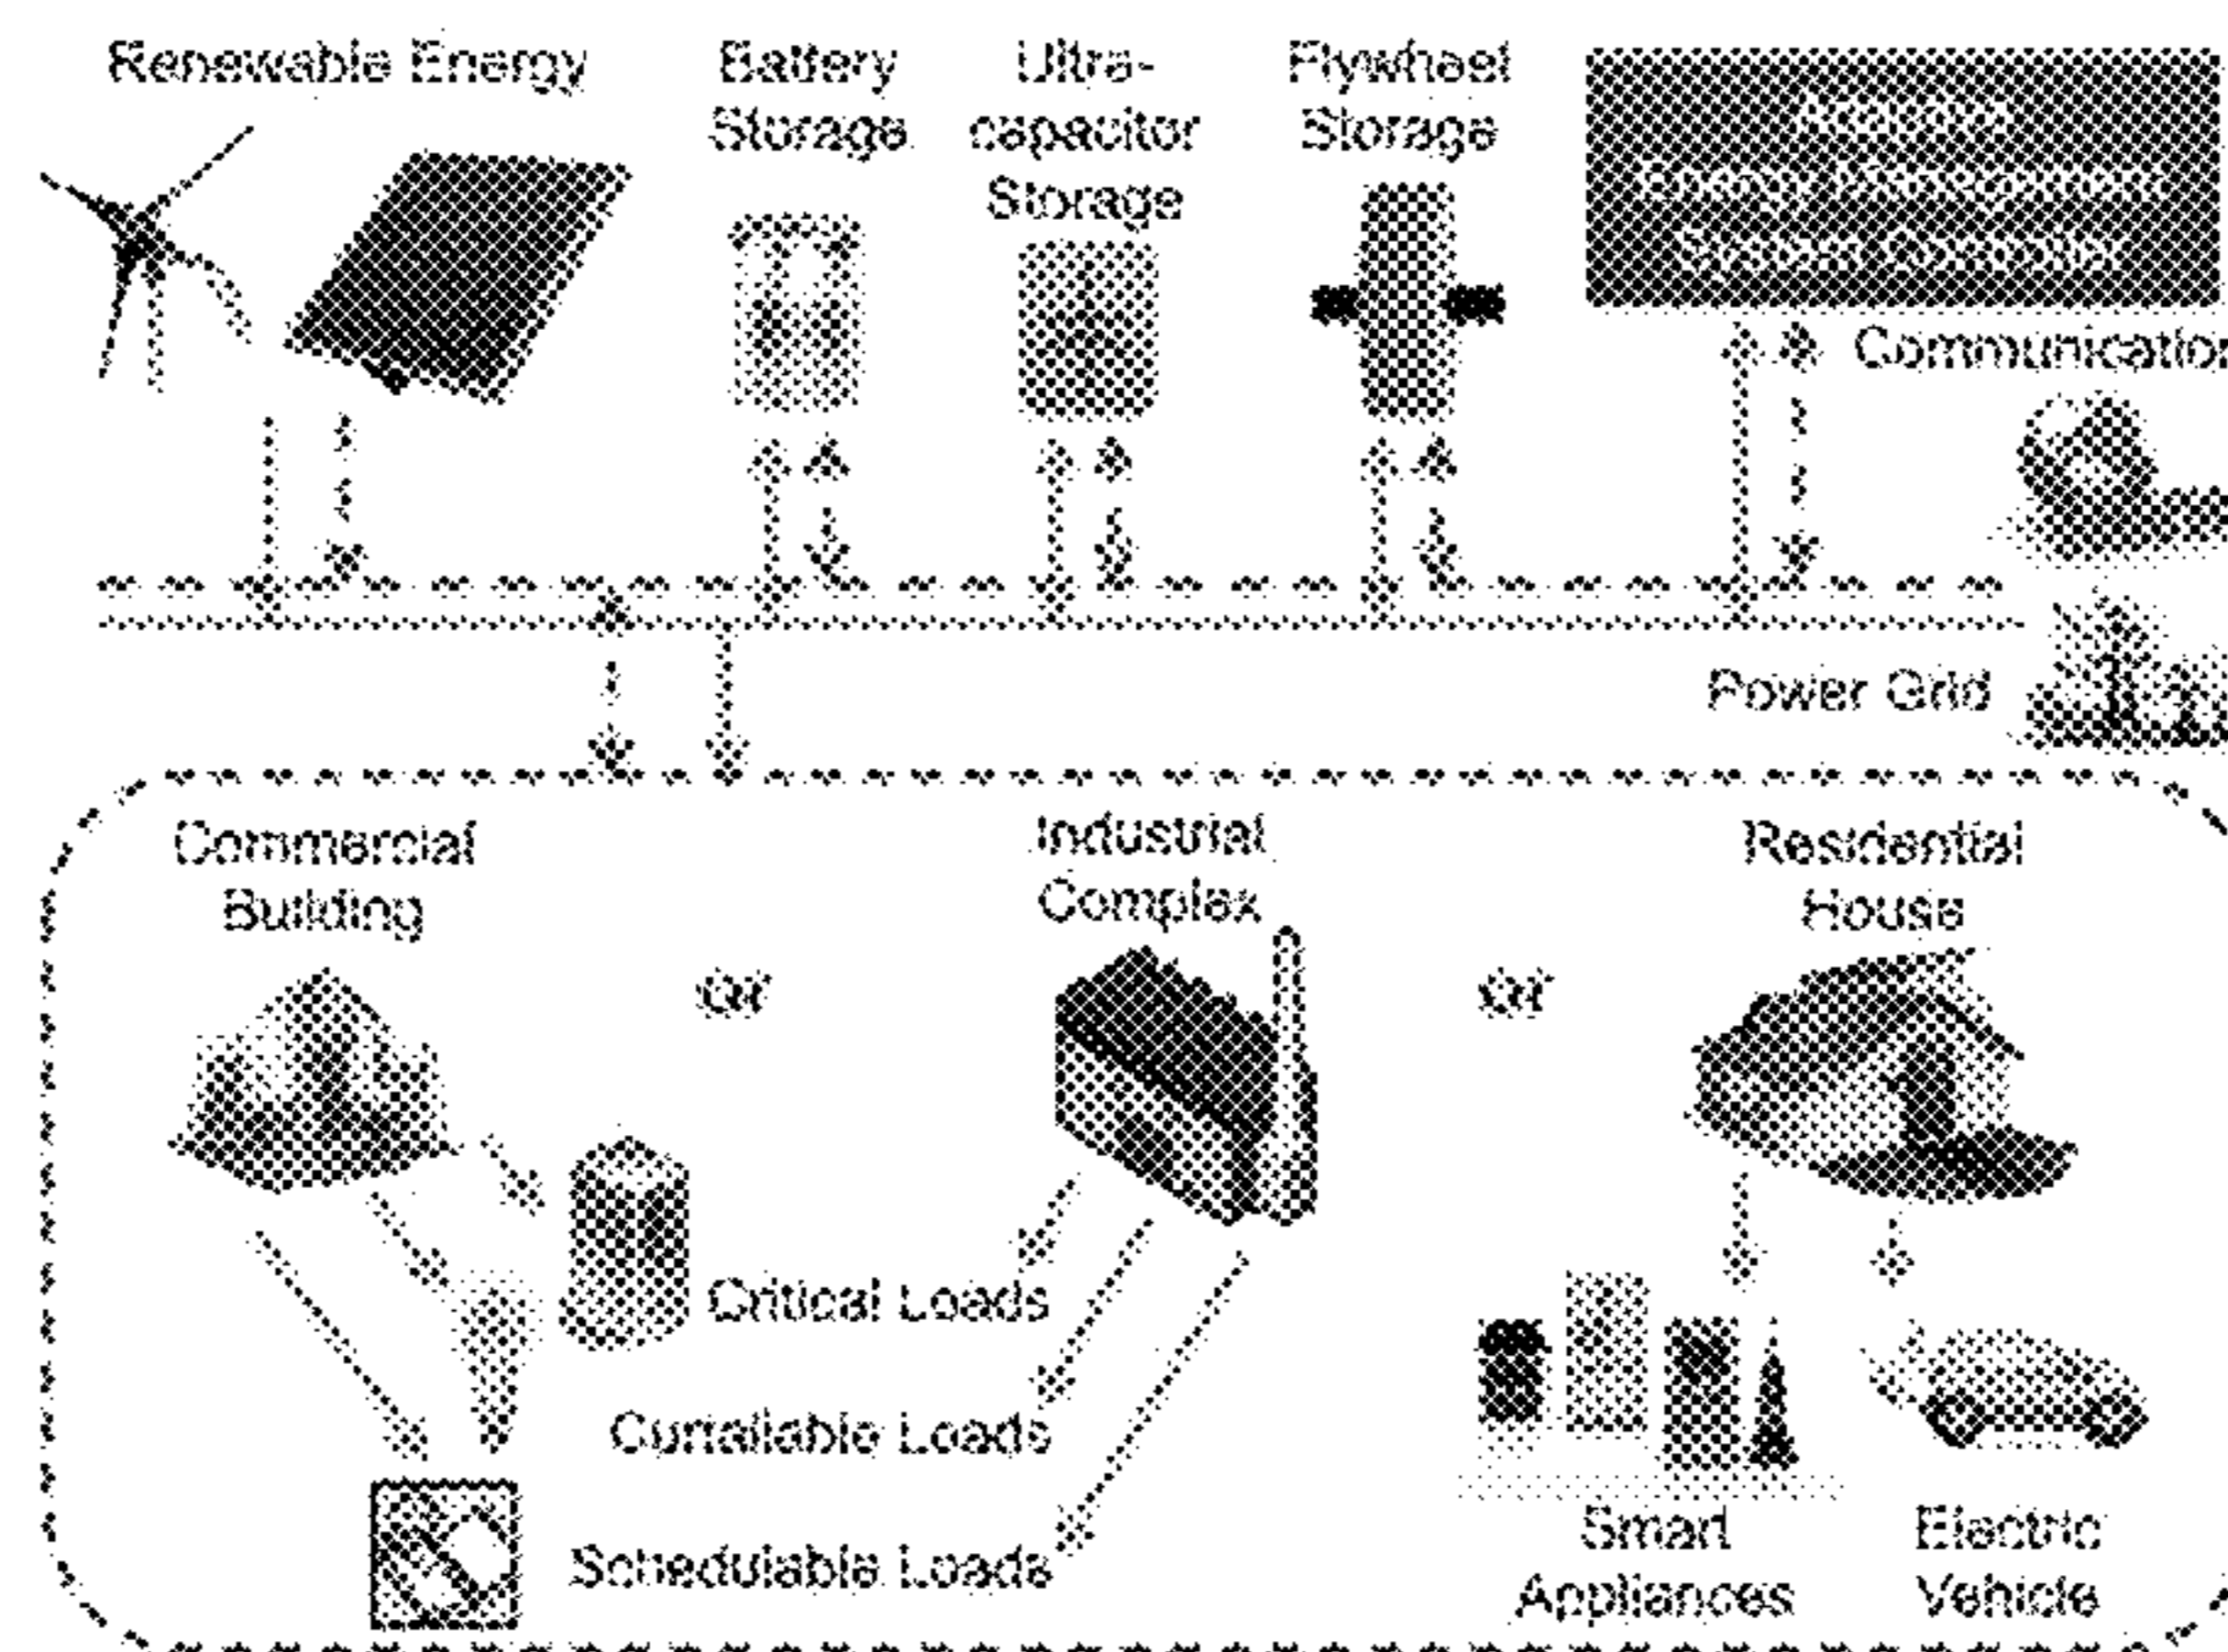 Renewable Energy
Battery
Storage
Ultra-
capacitor
Storage
Flywheel
Storage
Communication
Power Grid
Commercial
Building
or
Industrial
Complex
or
Residential
House
Critical Loads
Curtailable Loads
Schedulable Loads
Smart
Appliances
Electric
Vehicle